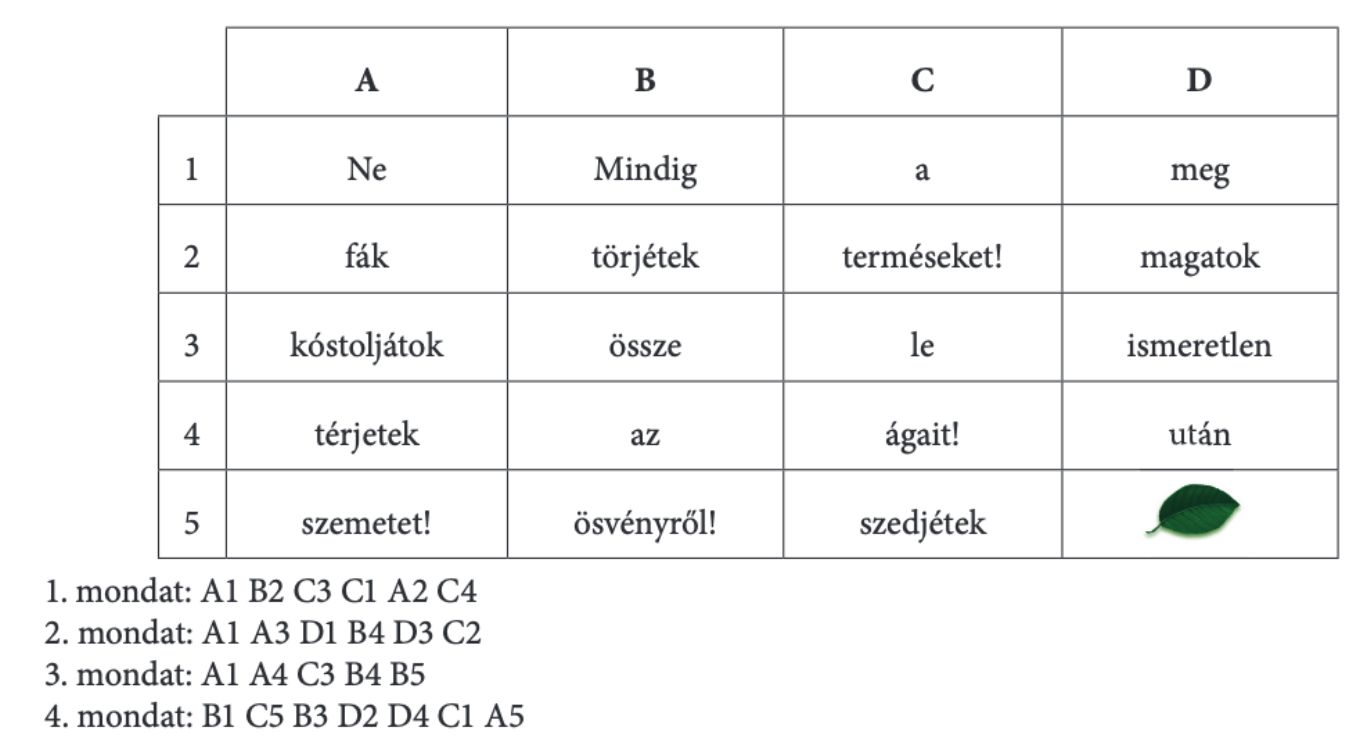 A B C D
1 Ne Mindig a meg
2 fák törjétek terméseket! magatok
3 kóstoljátok össze le ismeretlen
4 térjetek az ágait! után
5 szemetet! ösvényről! szedjétek
1. mondat: A1 B2 C3 C1 A2 C4
2. mondat: A1 A3 D1 B4 D3 C2
3. mondat: A1 A4 C3 B4 B5
4. mondat: B1 C5 B3 D2 D4 C1 A5